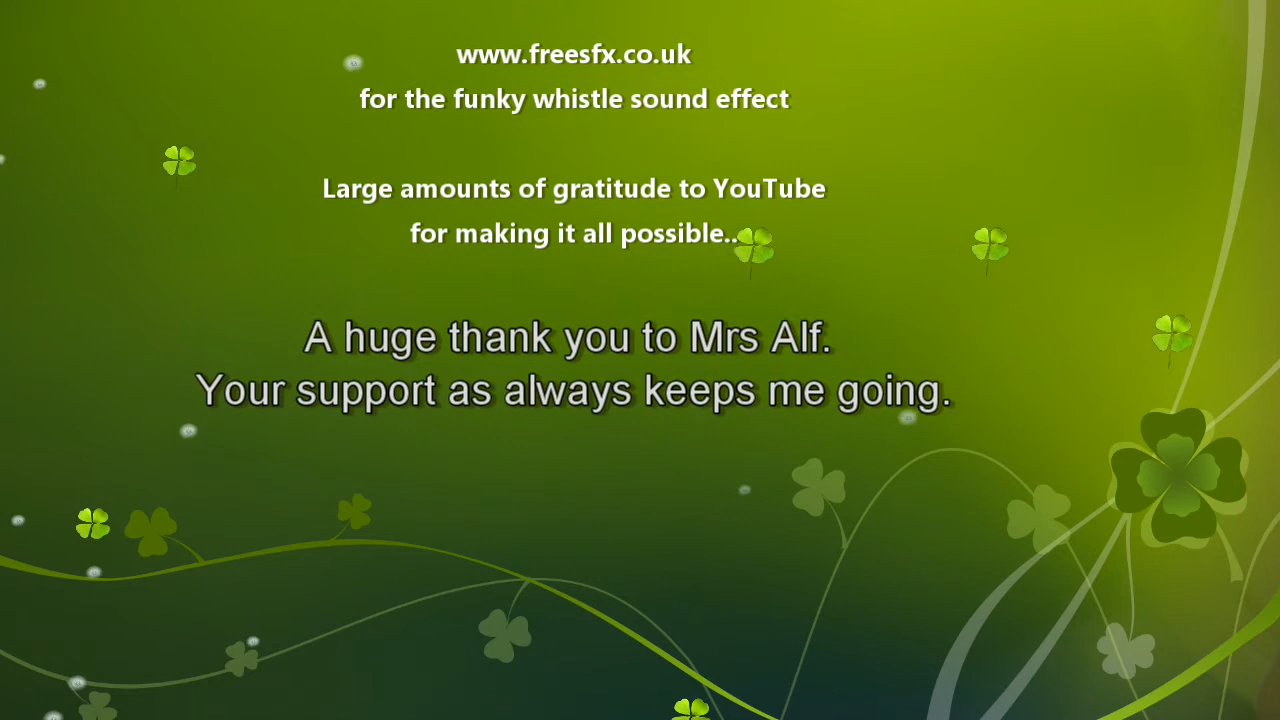 www.freesfx.co.uk
for the funky whistle sound effect
Large amounts of gratitude to YouTube
for making it all possible..
A huge thank you to Mrs Alf.
Your support as always keeps me going.